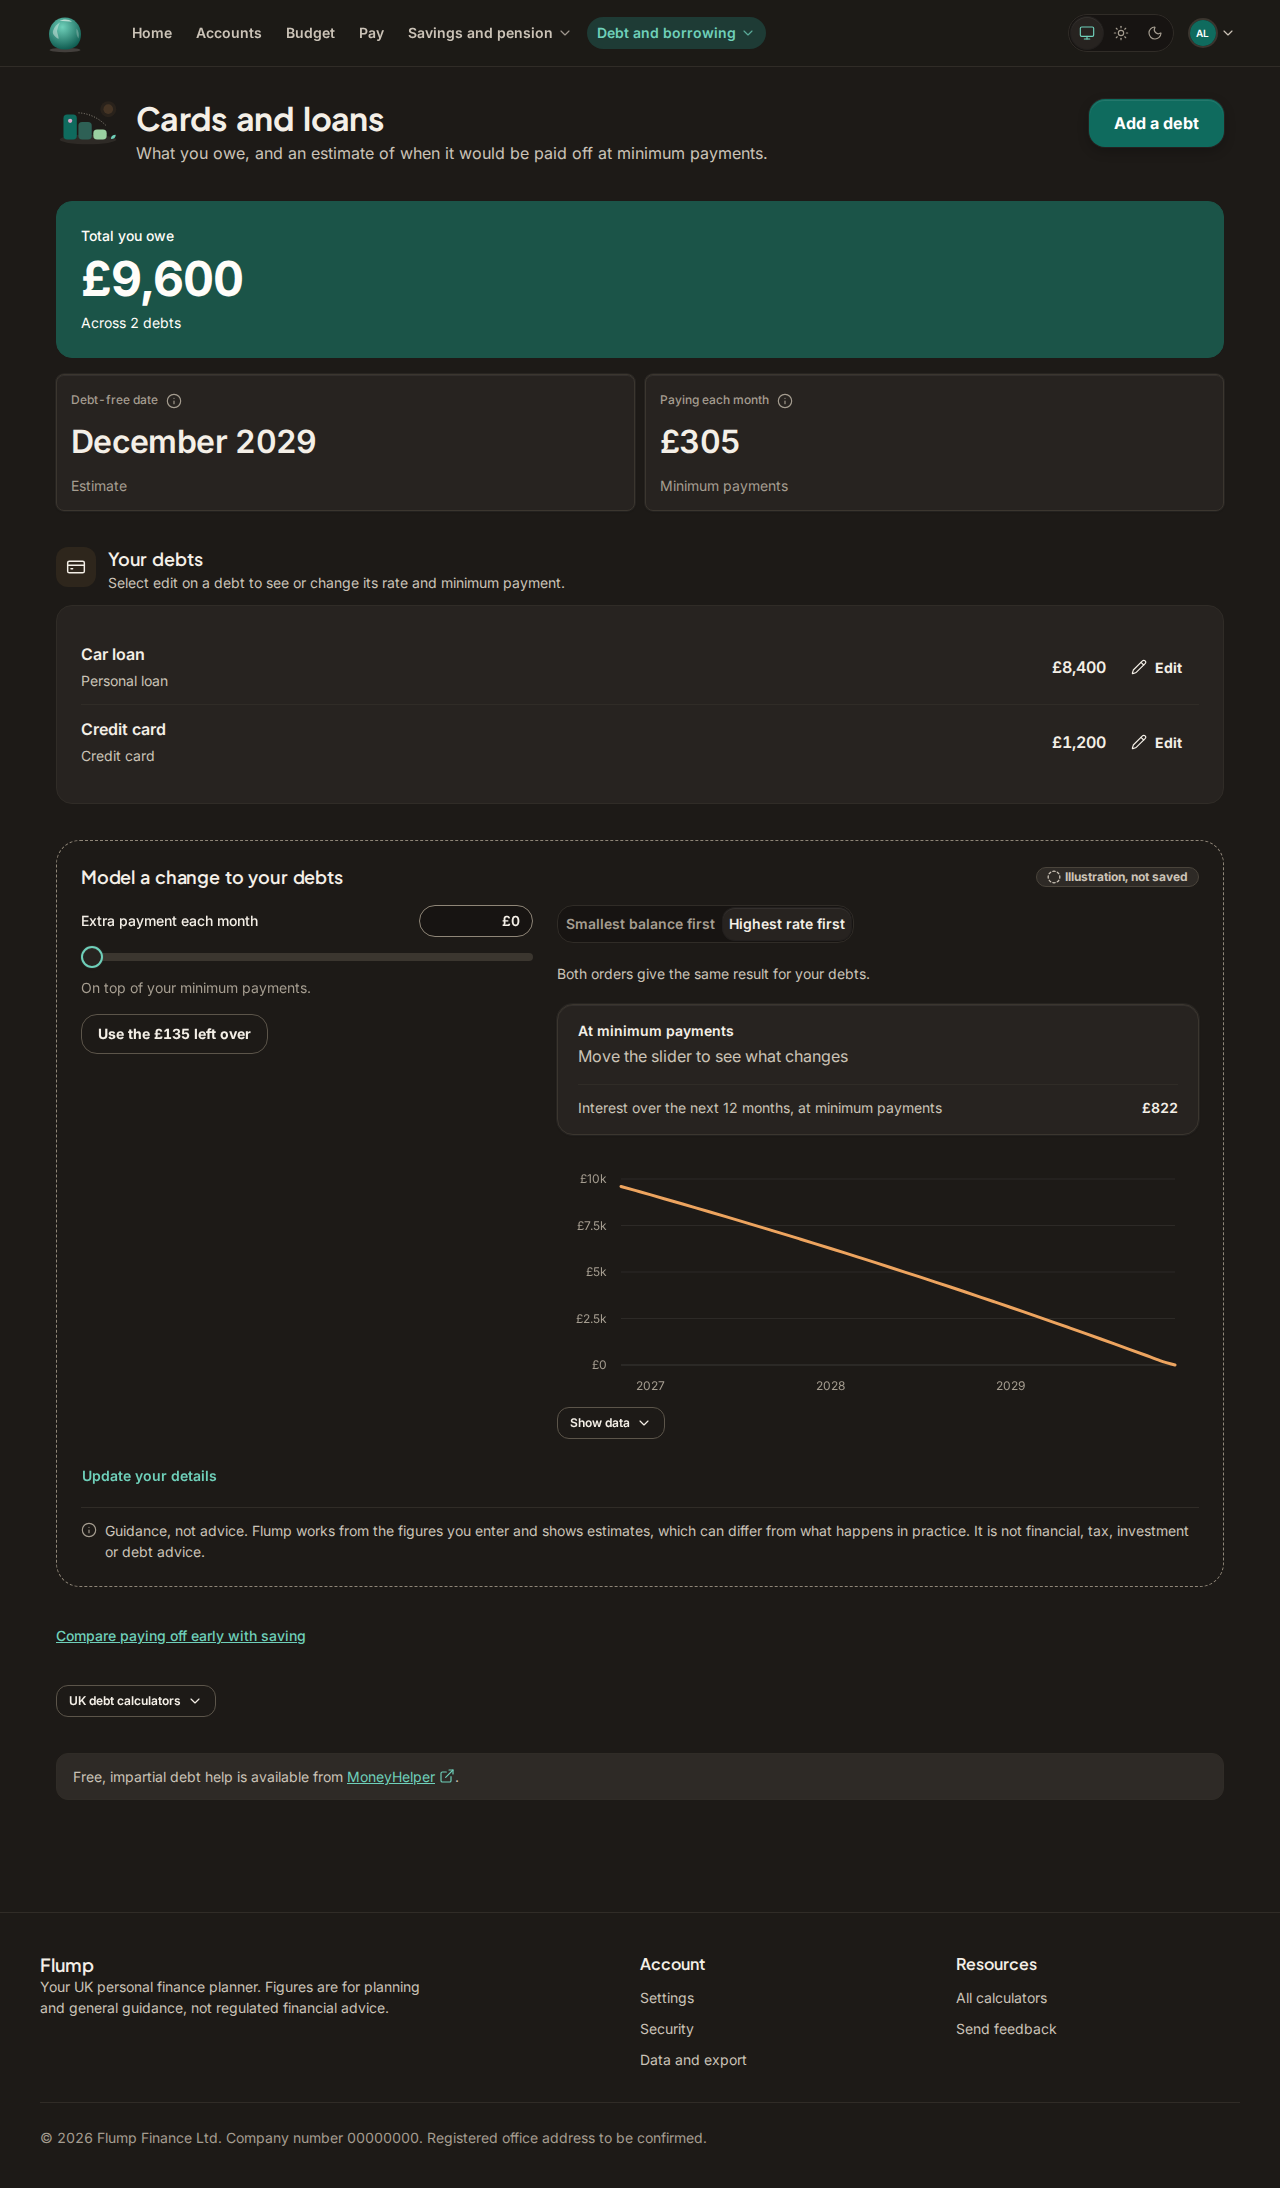 Home
Accounts
Budget
Pay
Savings and pension
Debt and borrowing
AL
Cards and loans
What you owe, and an estimate of when it would be paid off at minimum payments.
Add a debt
Total you owe
£9,600
Across 2 debts
Debt-free date
December 2029
Estimate
Paying each month
£305
Minimum payments
Your debts
Select edit on a debt to see or change its rate and minimum payment.
Car loan
Personal loan
£8,400
Edit
Credit card
Credit card
£1,200
Edit
Model a change to your debts
Illustration, not saved
Extra payment each month
£0
On top of your minimum payments.
Use the £135 left over
Smallest balance first
Highest rate first
Both orders give the same result for your debts.
At minimum payments
Move the slider to see what changes
Interest over the next 12 months, at minimum payments
£822
£10k
£7.5k
£5k
£2.5k
£0
2027
2028
2029
Show data
Update your details
Guidance, not advice. Flump works from the figures you enter and shows estimates, which can differ from what happens in practice. It is not financial, tax, investment
or debt advice.
Compare paying off early with saving
UK debt calculators
Free, impartial debt help is available from MoneyHelper.
Flump
Your UK personal finance planner. Figures are for planning
and general guidance, not regulated financial advice.
Account
Settings
Security
Data and export
Resources
All calculators
Send feedback
© 2026 Flump Finance Ltd. Company number 00000000. Registered office address to be confirmed.